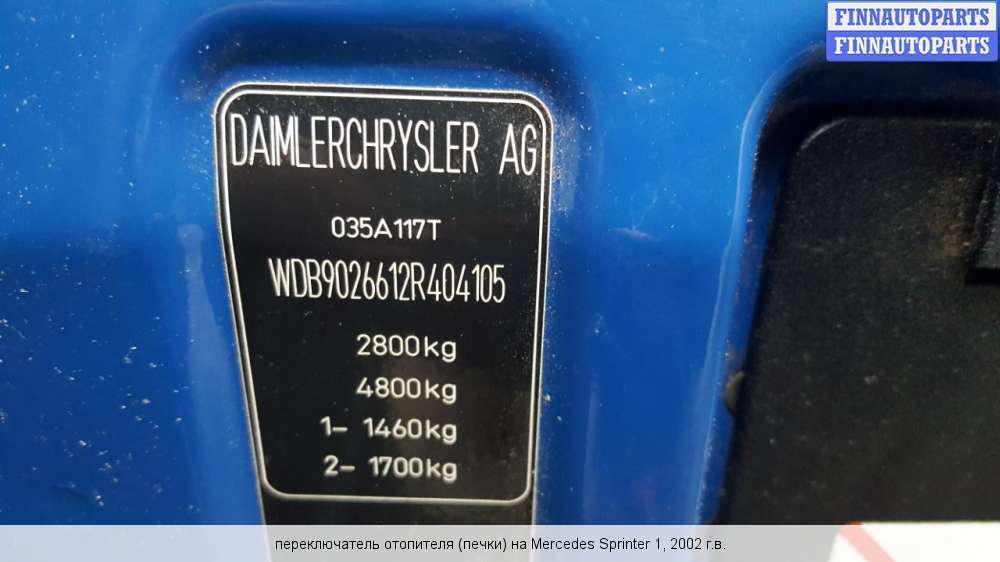 FINNAUTOPARTS
FINNAUTOPARTS
DAIMLERCHRYSLER AG
035A117T
WDB9026612R404105
2800kg
4800kg
1– 1460kg
2– 1700kg
переключатель отопителя (печки) на Mercedes Sprinter 1, 2002 г.в.